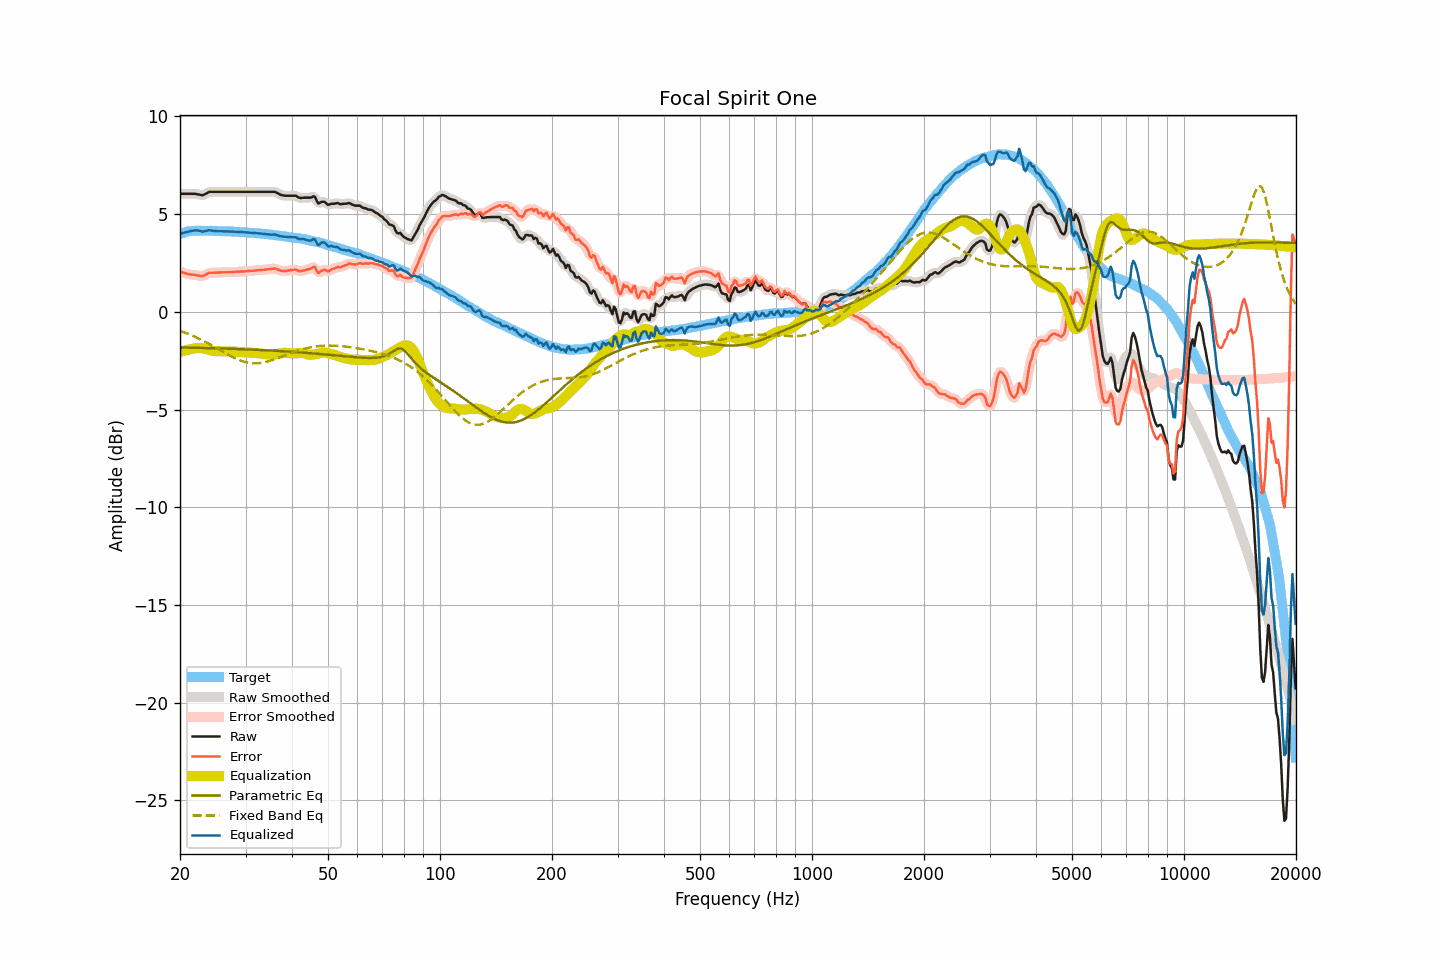 Focal Spirit One
10
5
0
−5
−10
−15
−20
−25
Amplitude (dBr)
Target
Raw Smoothed
Error Smoothed
Raw
Error
Equalization
Parametric Eq
Fixed Band Eq
Equalized
20 50 100 200 500 1000 2000 5000 10000 20000
Frequency (Hz)